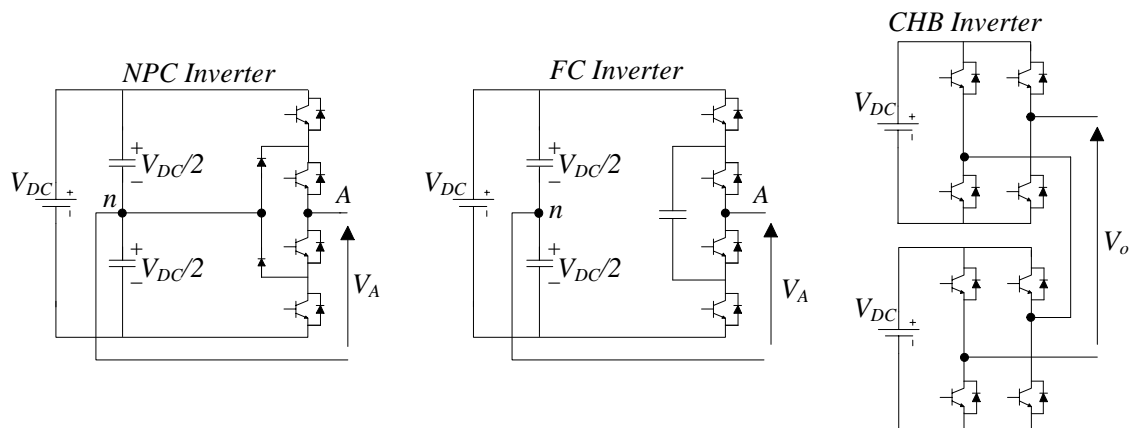 NPC Inverter
V_DC
+
-
+
−
V_DC/2
n
+
−
V_DC/2
A
V_A
FC Inverter
V_DC
+
-
+
−
V_DC/2
n
+
−
V_DC/2
A
V_A
CHB Inverter
V_DC
+
-
V_DC
+
-
V_o